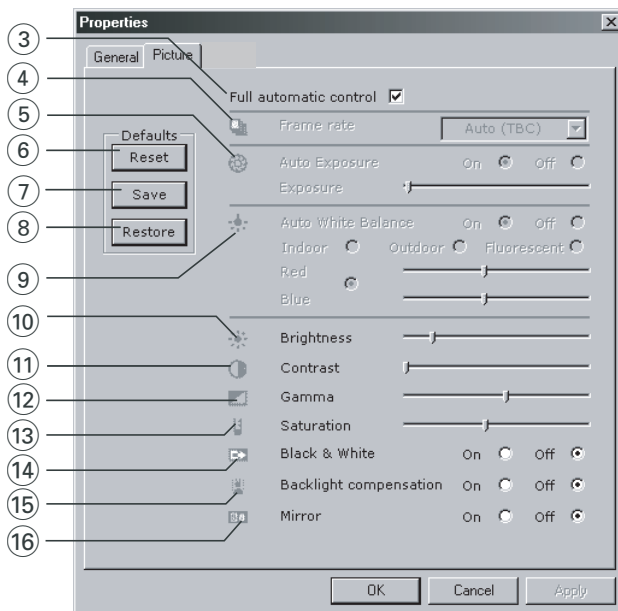 Properties
General Picture
3
Full automatic control
4
Frame rate Auto (TBC)
5
Defaults
Auto Exposure On Off
6
Reset
Exposure
7
Save
8
Restore
Auto White Balance On Off
Indoor Outdoor Fluorescent
9
Red
Blue
10
Brightness
11
Contrast
12
Gamma
13
Saturation
14
Black & White On Off
15
Backlight compensation On Off
16
Mirror On Off
OK Cancel Apply